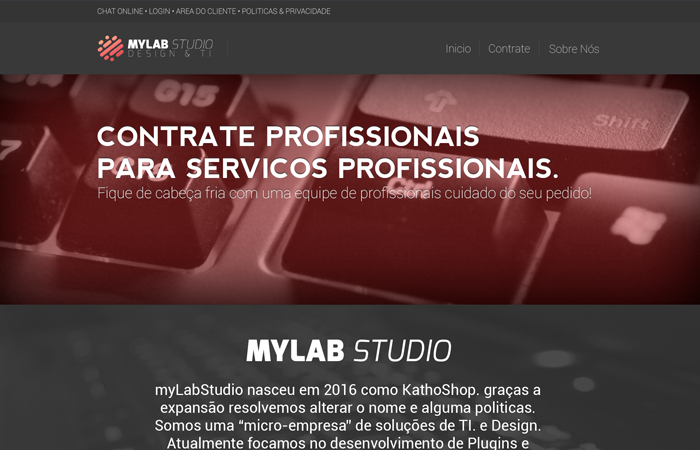 CHAT ONLINE • LOGIN • AREA DO CLIENTE • POLITICAS & PRIVACIDADE
MYLAB STUDIO
DESIGN & TI
Inicio
Contrate
Sobre Nós
G15
Shift
7
CONTRATE PROFISSIONAIS
PARA SERVICOS PROFISSIONAIS.
Fique de cabeça fria com uma equipe de profissionais cuidado do seu pedido!
MYLAB STUDIO
myLabStudio nasceu em 2016 como KathoShop. graças a
expansão resolvemos alterar o nome e alguma politicas.
Somos uma “micro-empresa” de soluções de TI. e Design.
Atualmente focamos no desenvolvimento de Plugins e